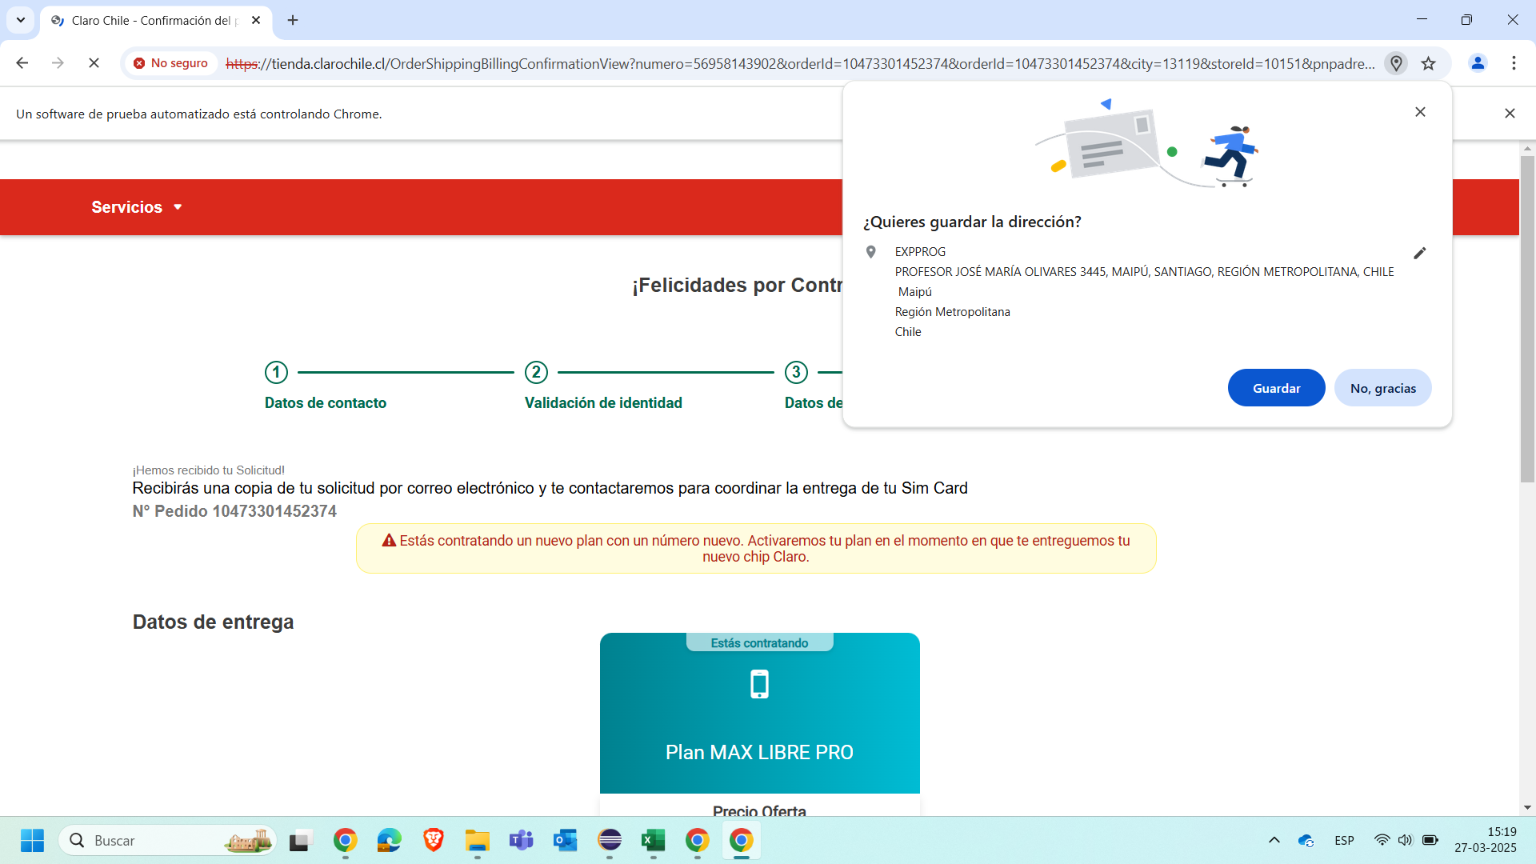 Claro Chile - Confirmación del p
No seguro
https://tienda.clarochile.cl/OrderShippingBillingConfirmationView?numero=56958143902&orderId=10473301452374&orderId=10473301452374&city=13119&storeId=10151&pnpadre...
Un software de prueba automatizado está controlando Chrome.
Servicios
¿Quieres guardar la dirección?
EXPPROG
PROFESOR JOSÉ MARÍA OLIVARES 3445, MAIPÚ, SANTIAGO, REGIÓN METROPOLITANA, CHILE
Maipú
Región Metropolitana
Chile
Guardar
No, gracias
¡Felicidades por Contr
1
2
3
Datos de contacto
Validación de identidad
Datos de
¡Hemos recibido tu Solicitud!
Recibirás una copia de tu solicitud por correo electrónico y te contactaremos para coordinar la entrega de tu Sim Card
N° Pedido 10473301452374
Estás contratando un nuevo plan con un número nuevo. Activaremos tu plan en el momento en que te entreguemos tu
nuevo chip Claro.
Datos de entrega
Estás contratando
Plan MAX LIBRE PRO
Precio Oferta
Buscar
ESP
15:19
27-03-2025